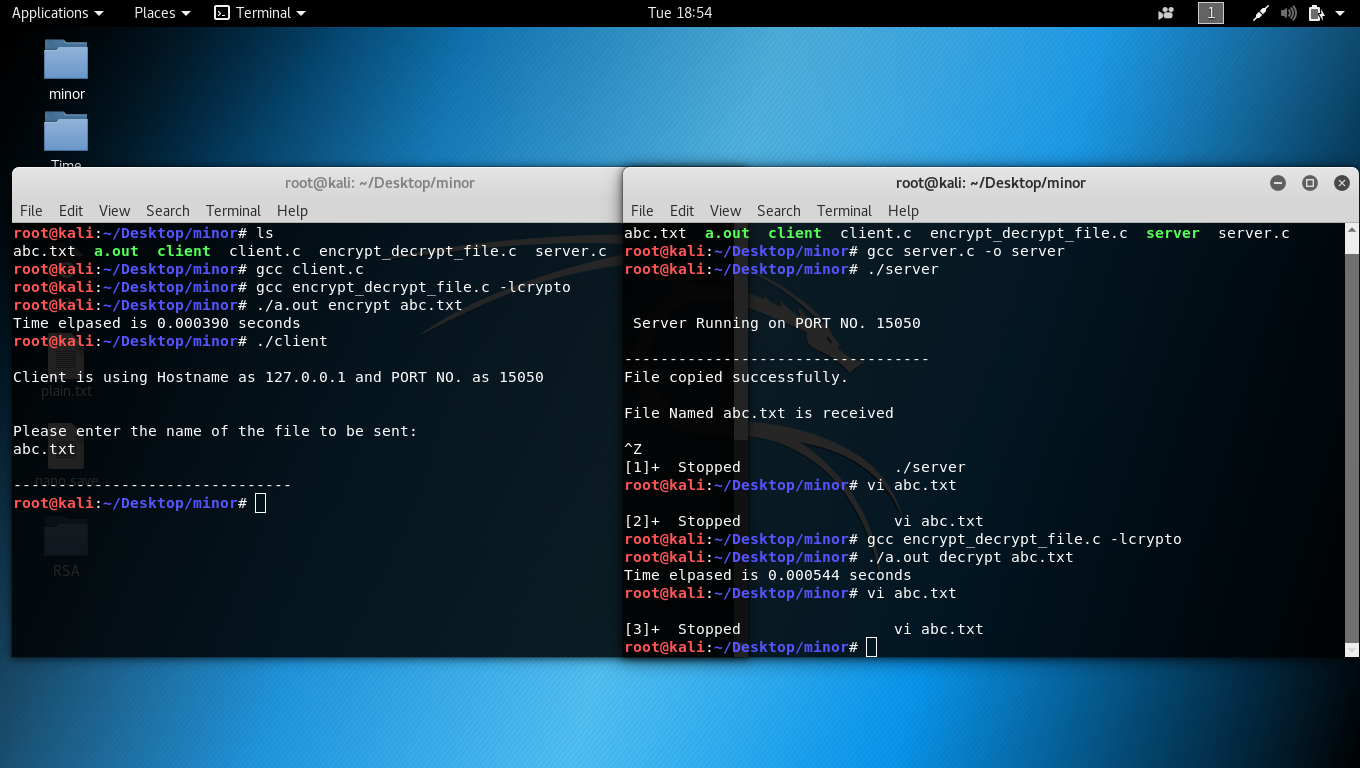 Applications Places Terminal Tue 18:54 1
minor
Time
root@kali: ~/Desktop/minor
File Edit View Search Terminal Help
root@kali:~/Desktop/minor# ls
abc.txt a.out client client.c encrypt_decrypt_file.c server.c
root@kali:~/Desktop/minor# gcc client.c
root@kali:~/Desktop/minor# gcc encrypt_decrypt_file.c -lcrypto
root@kali:~/Desktop/minor# ./a.out encrypt abc.txt
Time elpased is 0.000390 seconds
root@kali:~/Desktop/minor# ./client
Client is using Hostname as 127.0.0.1 and PORT NO. as 15050
plain.txt
Please enter the name of the file to be sent:
abc.txt
nano.save
-------------------------------
root@kali:~/Desktop/minor#
RSA
root@kali: ~/Desktop/minor
File Edit View Search Terminal Help
abc.txt a.out client client.c encrypt_decrypt_file.c server server.c
root@kali:~/Desktop/minor# gcc server.c -o server
root@kali:~/Desktop/minor# ./server
Server Running on PORT NO. 15050
----------------------------------
File copied successfully.
File Named abc.txt is received
^Z
[1]+ Stopped ./server
root@kali:~/Desktop/minor# vi abc.txt
[2]+ Stopped vi abc.txt
root@kali:~/Desktop/minor# gcc encrypt_decrypt_file.c -lcrypto
root@kali:~/Desktop/minor# ./a.out decrypt abc.txt
Time elpased is 0.000544 seconds
root@kali:~/Desktop/minor# vi abc.txt
[3]+ Stopped vi abc.txt
root@kali:~/Desktop/minor#